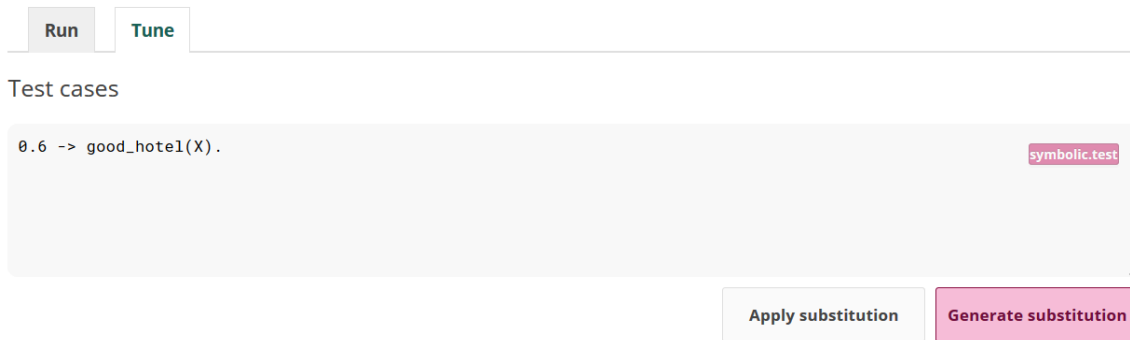 Run Tune
Test cases
0.6 -> good_hotel(X).
symbolic.test
Apply substitution Generate substitution